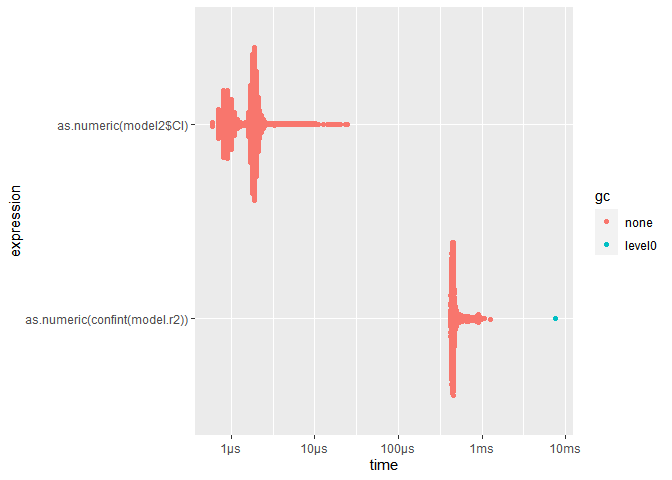 expression
as.numeric(model2$CI)
as.numeric(confint(model.r2))
1µs
10µs
100µs
1ms
10ms
time
gc
none
level0